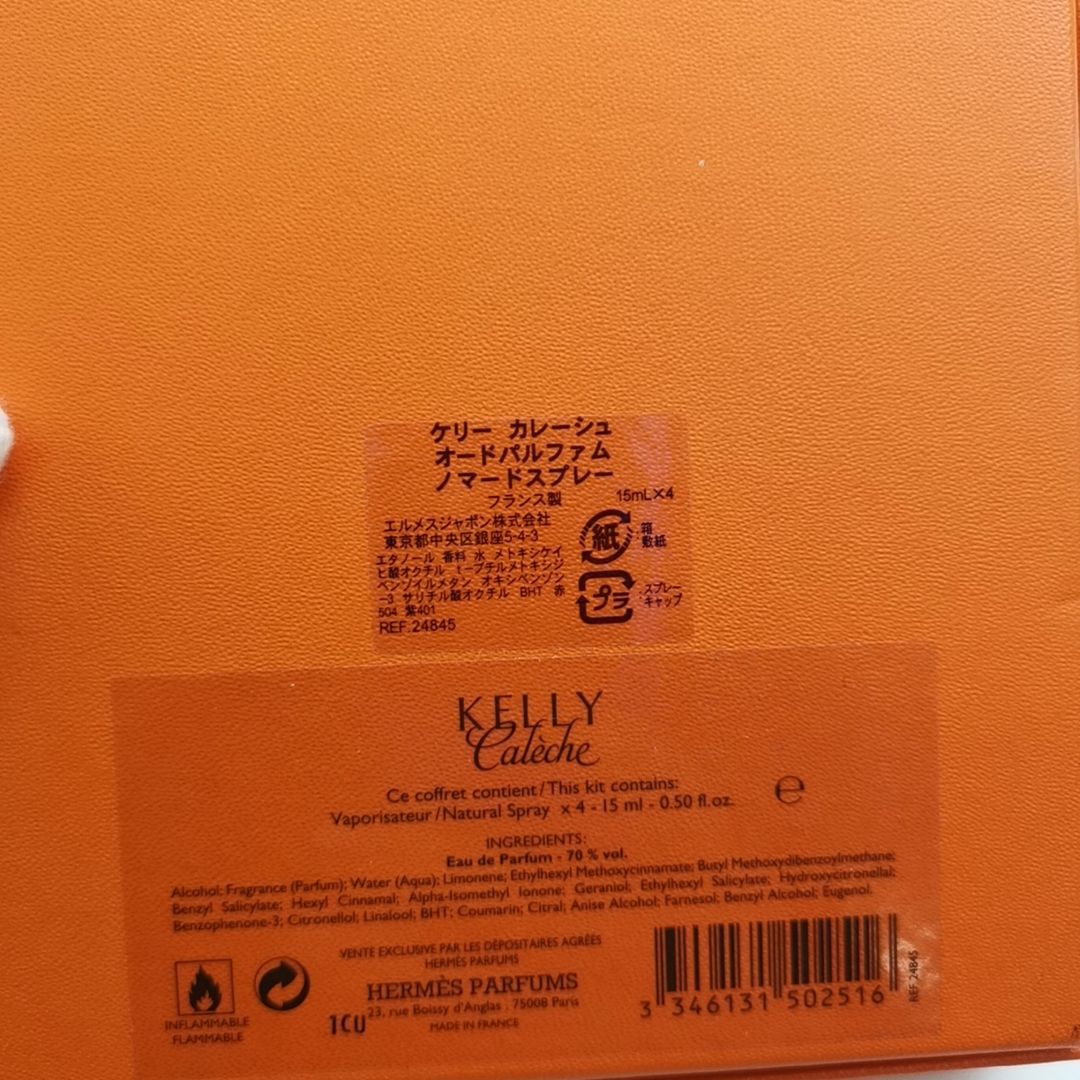 ケリー カレーシュ
オードパルファム
ノマードスプレー
フランス製 15mL×4
エルメスジャポン株式会社
東京都中央区銀座5-4-3
エタノール 香料 水 メトキシケイ
ヒ酸オクチル t－ブチルメトキシジ
ベンゾイルメタン オキシベンゾン
-3 サリチル酸オクチル BHT 赤
504 紫401
REF.24845
紙 :箱
敷紙
プラ :スプレー
キャップ
KELLY
Calèche
Ce coffret contient/This kit contains:
Vaporisateur/Natural Spray x 4 - 15 ml - 0.50 fl.oz. ℮
INGREDIENTS:
Eau de Parfum - 70 % vol.
Alcohol; Fragrance (Parfum); Water (Aqua); Limonene; Ethylhexyl Methoxycinnamate; Butyl Methoxydibenzoylmethane;
Benzyl Salicylate; Hexyl Cinnamal; Alpha-Isomethyl Ionone; Geraniol; Ethylhexyl Salicylate; Hydroxycitronellal;
Benzophenone-3; Citronellol; Linalool; BHT; Coumarin; Citral; Anise Alcohol; Farnesol; Benzyl Alcohol; Eugenol.
VENTE EXCLUSIVE PAR LES DÉPOSITAIRES AGRÉÉS
HERMÈS PARFUMS
HERMÈS PARFUMS
23, rue Boissy d'Anglas . 75008 Paris
MADE IN FRANCE
INFLAMMABLE
FLAMMABLE
1CU
3 346131 502516
REF 24845